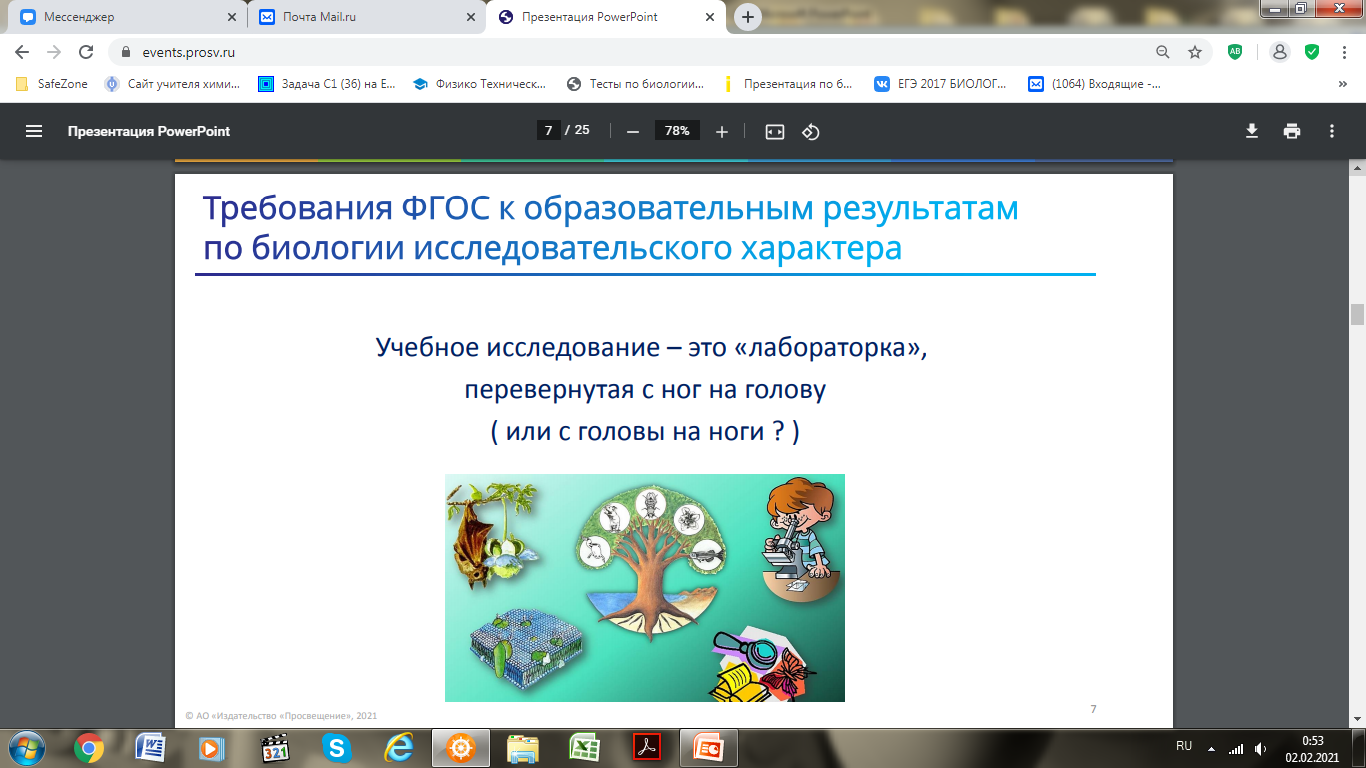 Мессенджер
Почта Mail.ru
Презентация PowerPoint
events.prosv.ru
SafeZone
Сайт учителя хими...
Задача C1 (36) на Е...
Физико Техническ...
Тесты по биологии...
Презентация по б...
ЕГЭ 2017 БИОЛОГ...
(1064) Входящие -...
»
Презентация PowerPoint
7 / 25
78%
Требования ФГОС к образовательным результатам
по биологии исследовательского характера
Учебное исследование – это «лабораторка»,
перевернутая с ног на голову
( или с головы на ноги ? )
© АО «Издательство «Просвещение», 2021
7
RU
0:53
02.02.2021